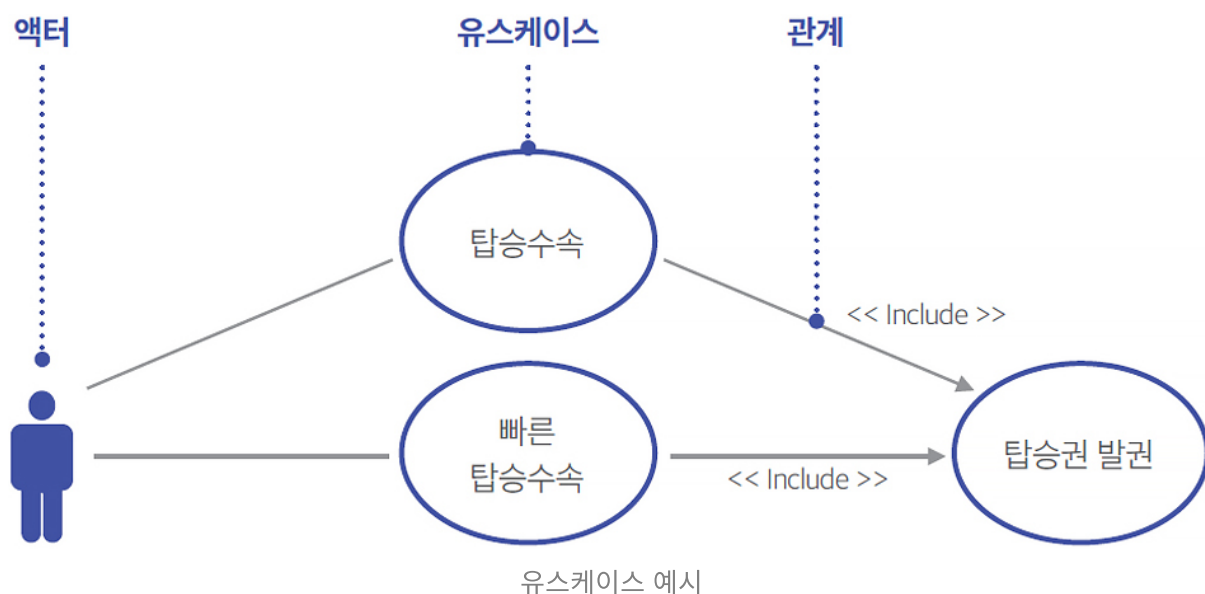 액터
유스케이스
관계
탑승수속
<< Include >>
빠른
탑승수속
<< Include >>
탑승권 발권
유스케이스 예시